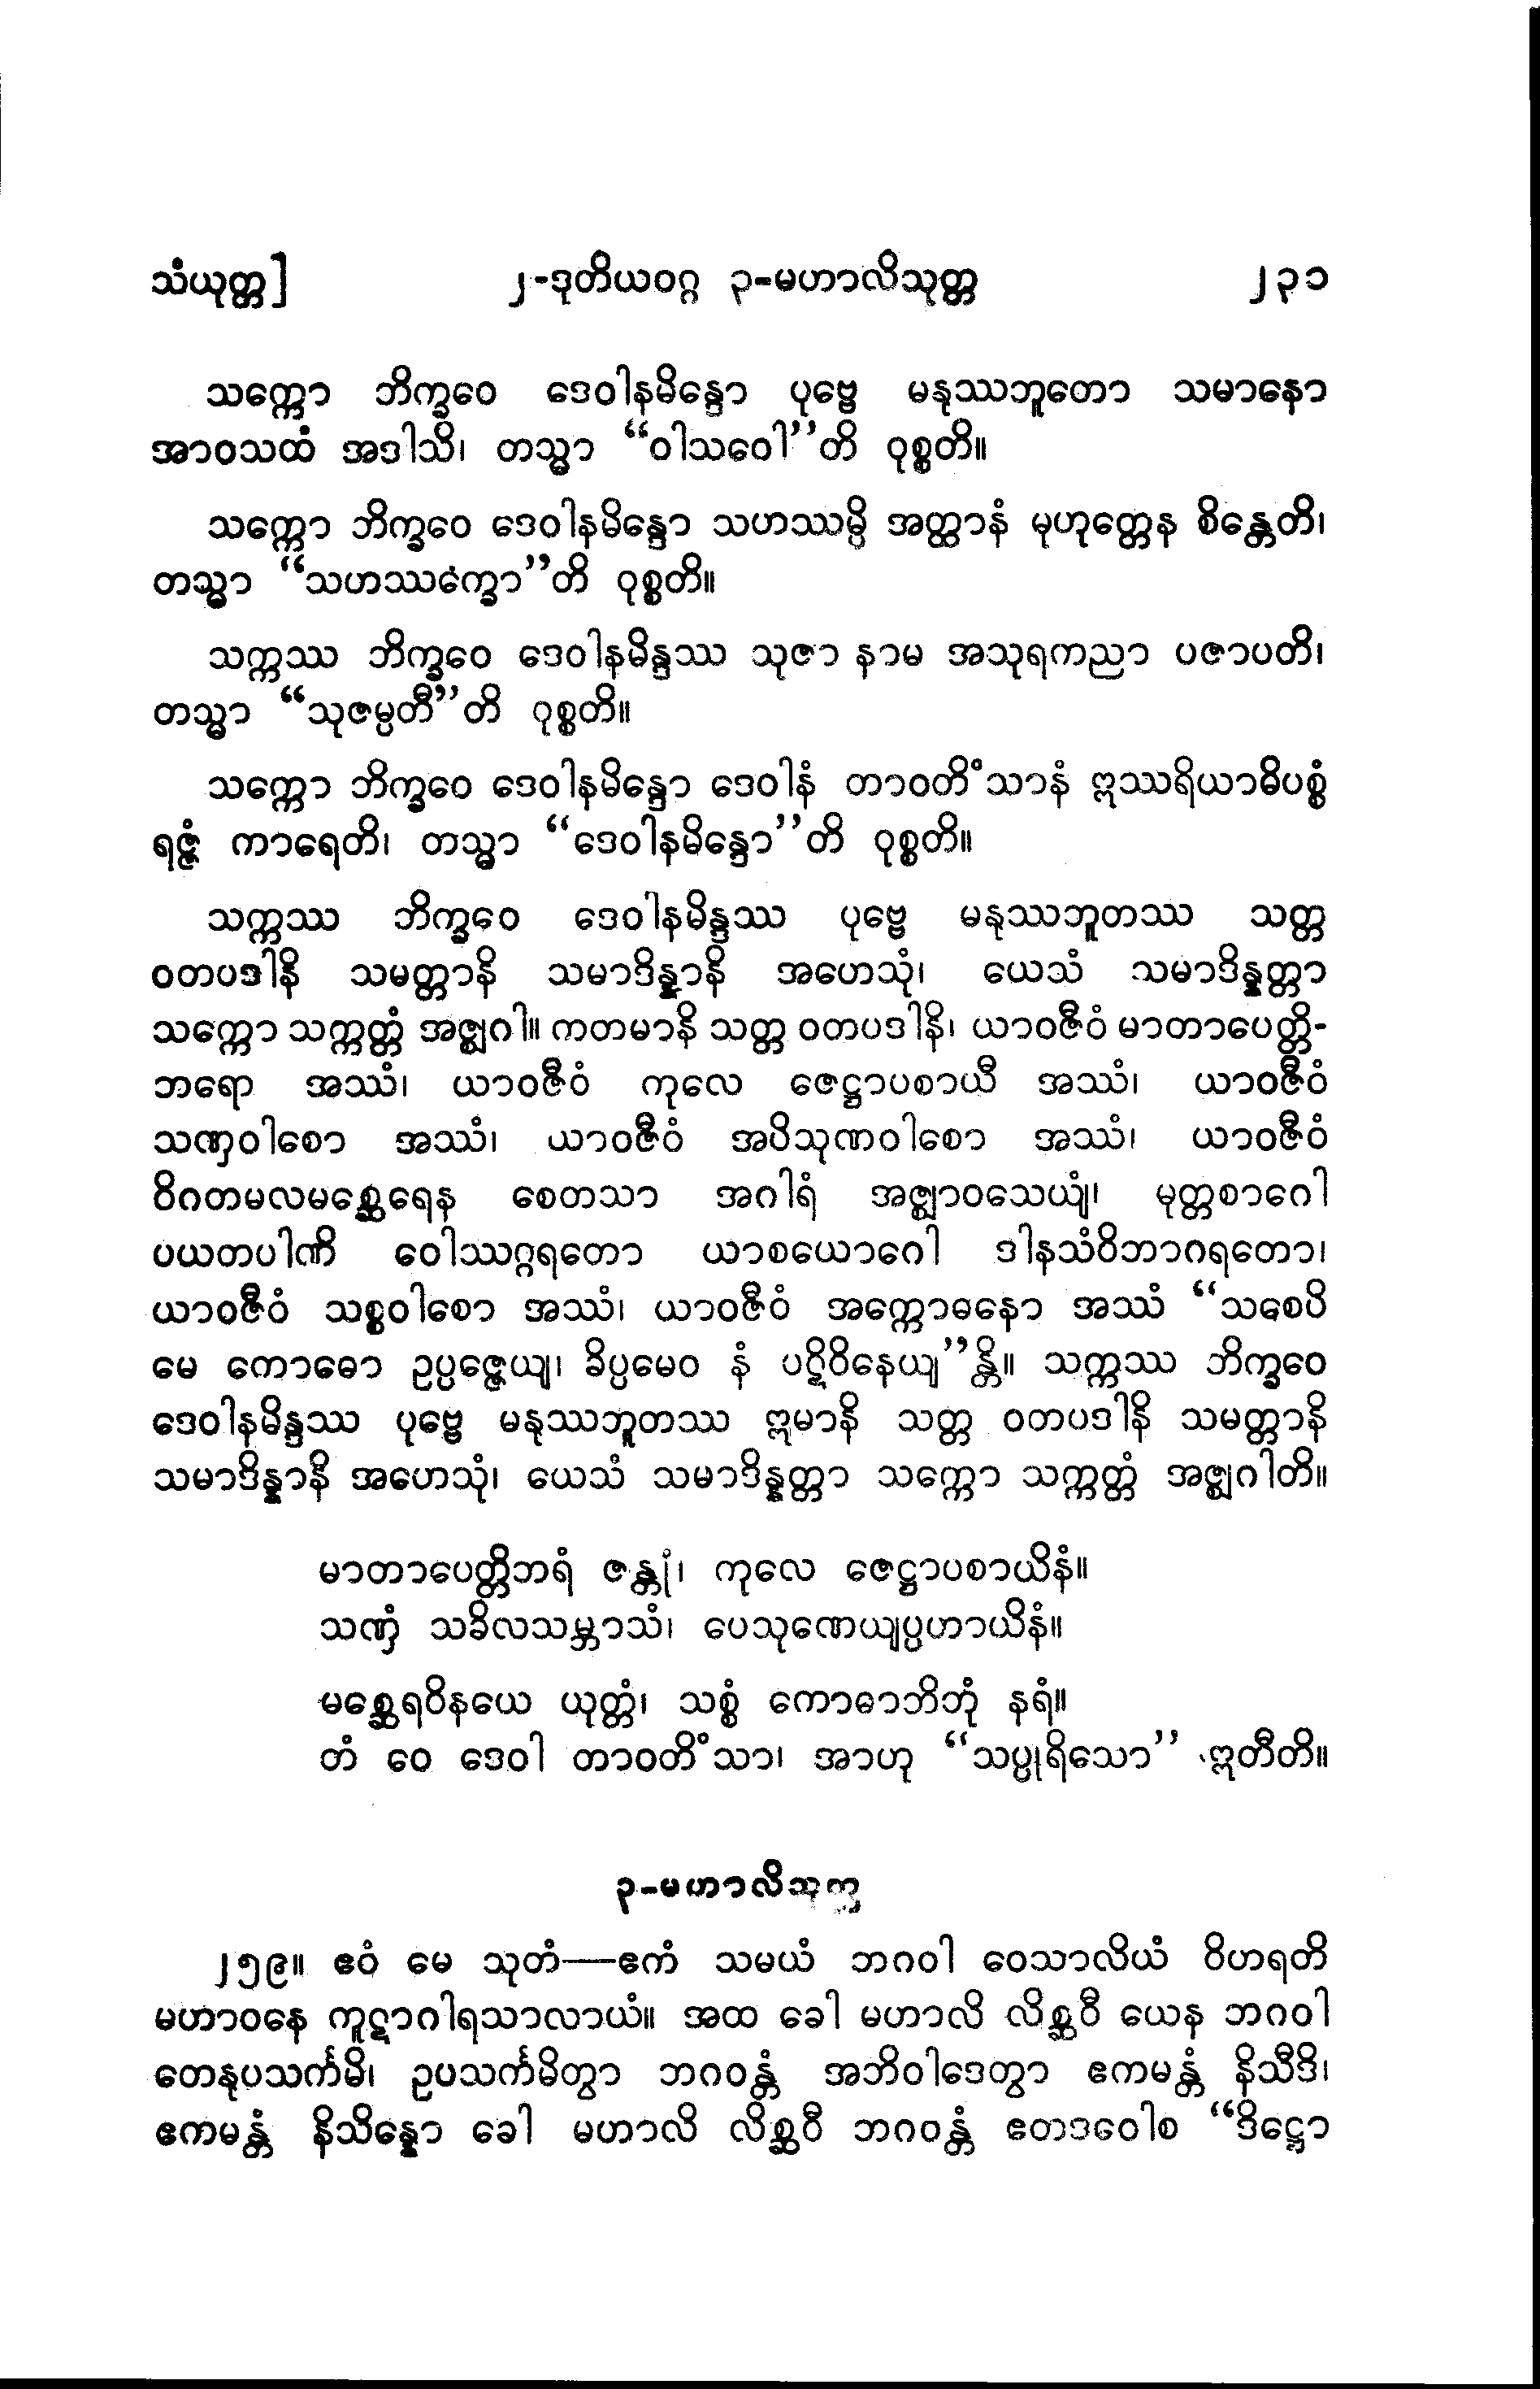 သံယုတ္တ] ၂-ဒုတိယဝဂ္ဂ ၃-မဟာလိသုတ္တ ၂၃၁
သက္ကော ဘိက္ခဝေ ဒေဝါနမိန္ဒော ပုဗ္ဗေ မနုဿဘူတော သမာနော
အာဝသထံ အဒါသိ၊ တသ္မာ “ဝါသဝေါ”တိ ဝုစ္စတိ။
သက္ကော ဘိက္ခဝေ ဒေဝါနမိန္ဒော သဟဿမ္ပိ အတ္ထာနံ မုဟုတ္တေန စိန္တေတိ၊
တသ္မာ “သဟဿက္ခော”တိ ဝုစ္စတိ။
သက္ကဿ ဘိက္ခဝေ ဒေဝါနမိန္ဒဿ သုဇာ နာမ အသုရကညာ ပဇာပတိ၊
တသ္မာ “သုဇမ္ပတီ”တိ ဝုစ္စတိ။
သက္ကော ဘိက္ခဝေ ဒေဝါနမိန္ဒော ဒေဝါနံ တာဝတိံသာနံ ဣဿရိယာဓိပစ္စံ
ရဇ္ဇံ ကာရေတိ၊ တသ္မာ “ဒေဝါနမိန္ဒော”တိ ဝုစ္စတိ။
သက္ကဿ ဘိက္ခဝေ ဒေဝါနမိန္ဒဿ ပုဗ္ဗေ မနုဿဘူတဿ သတ္တ
ဝတပဒါနိ သမတ္တာနိ သမာဒိန္နာနိ အဟေသုံ၊ ယေသံ သမာဒိန္နတ္တာ
သက္ကော သက္ကတ္တံ အဇ္ဈဂါ။ ကတမာနိ သတ္တ ဝတပဒါနိ၊ ယာဝဇီဝံ မာတာပေတ္တိ-
ဘရော အဿံ၊ ယာဝဇီဝံ ကုလေ ဇေဋ္ဌာပစာယီ အဿံ၊ ယာဝဇီဝံ
သဏှဝါစော အဿံ၊ ယာဝဇီဝံ အပိသုဏဝါစော အဿံ၊ ယာဝဇီဝံ
ဝိဂတမလမစ္ဆေရေန စေတသာ အဂါရံ အဇ္ဈာဝသေယျံ၊ မုတ္တစာဂေါ
ပယတပါဏိ ဝေါဿဂ္ဂရတော ယာစယောဂေါ ဒါနသံဝိဘာဂရတော၊
ယာဝဇီဝံ သစ္စဝါစော အဿံ၊ ယာဝဇီဝံ အက္ကောဓနော အဿံ “သစေပိ
မေ ကောဓော ဥပ္ပဇ္ဇေယျ၊ ခိပ္ပမေဝ နံ ပဋိဝိနေယျ”န္တိ။ သက္ကဿ ဘိက္ခဝေ
ဒေဝါနမိန္ဒဿ ပုဗ္ဗေ မနုဿဘူတဿ ဣမာနိ သတ္တ ဝတပဒါနိ သမတ္တာနိ
သမာဒိန္နာနိ အဟေသုံ၊ ယေသံ သမာဒိန္နတ္တာ သက္ကော သက္ကတ္တံ အဇ္ဈဂါတိ။
မာတာပေတ္တိဘရံ ဇန္တုံ၊ ကုလေ ဇေဋ္ဌာပစာယိနံ။
သဏှံ သခိလသမ္ဘာသံ၊ ပေသုဏေယျပ္ပဟာယိနံ။
မစ္ဆေရဝိနယေ ယုတ္တံ၊ သစ္စံ ကောဓာဘိဘုံ နရံ။
တံ ဝေ ဒေဝါ တာဝတိံသာ၊ အာဟု “သပ္ပုရိသော” ဣတီတိ။
၃-မဟာလိသုတ္တ
၂၅၉။ ဧဝံ မေ သုတံ—ဧကံ သမယံ ဘဂဝါ ဝေသာလိယံ ဝိဟရတိ
မဟာဝနေ ကူဋာဂါရသာလာယံ။ အထ ခေါ မဟာလိ လိစ္ဆဝီ ယေန ဘဂဝါ
တေနုပသင်္ကမိ၊ ဥပသင်္ကမိတွာ ဘဂဝန္တံ အဘိဝါဒေတွာ ဧကမန္တံ နိသီဒိ၊
ဧကမန္တံ နိသိန္နော ခေါ မဟာလိ လိစ္ဆဝီ ဘဂဝန္တံ ဧတဒဝေါစ “ဒိဋ္ဌော